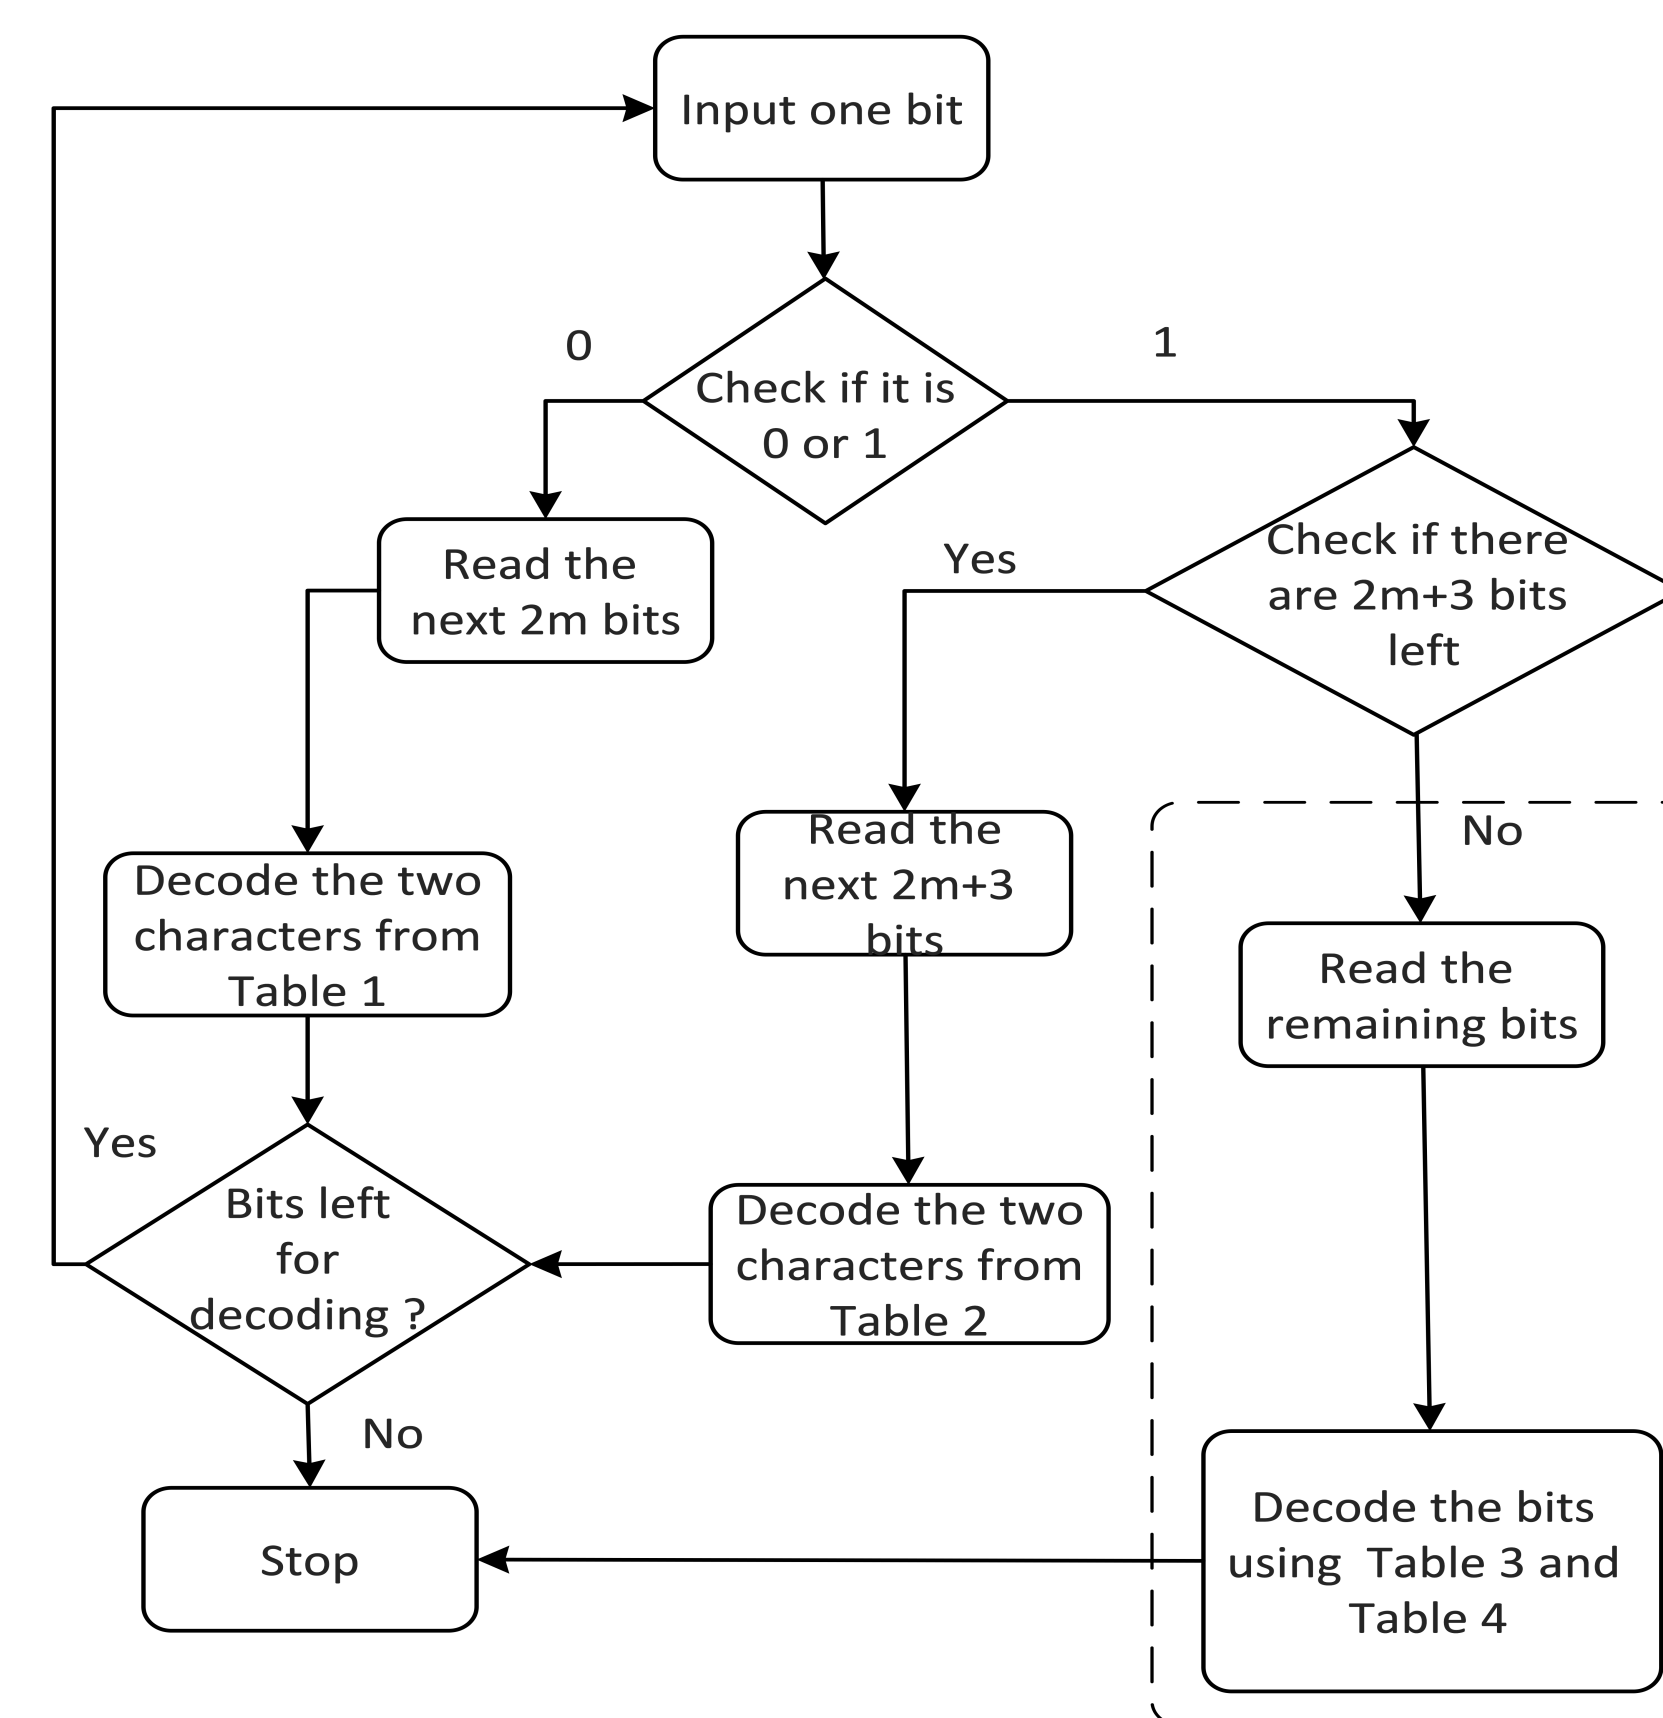 Input one bit
0
1
Check if it is
0 or 1
Read the
next 2m bits
Yes
Check if there
are 2m+3 bits
left
No
Decode the two
characters from
Table 1
Read the
next 2m+3
bits
Read the
remaining bits
Yes
Bits left
for
decoding ?
Decode the two
characters from
Table 2
No
Stop
Decode the bits
using  Table 3 and
Table 4